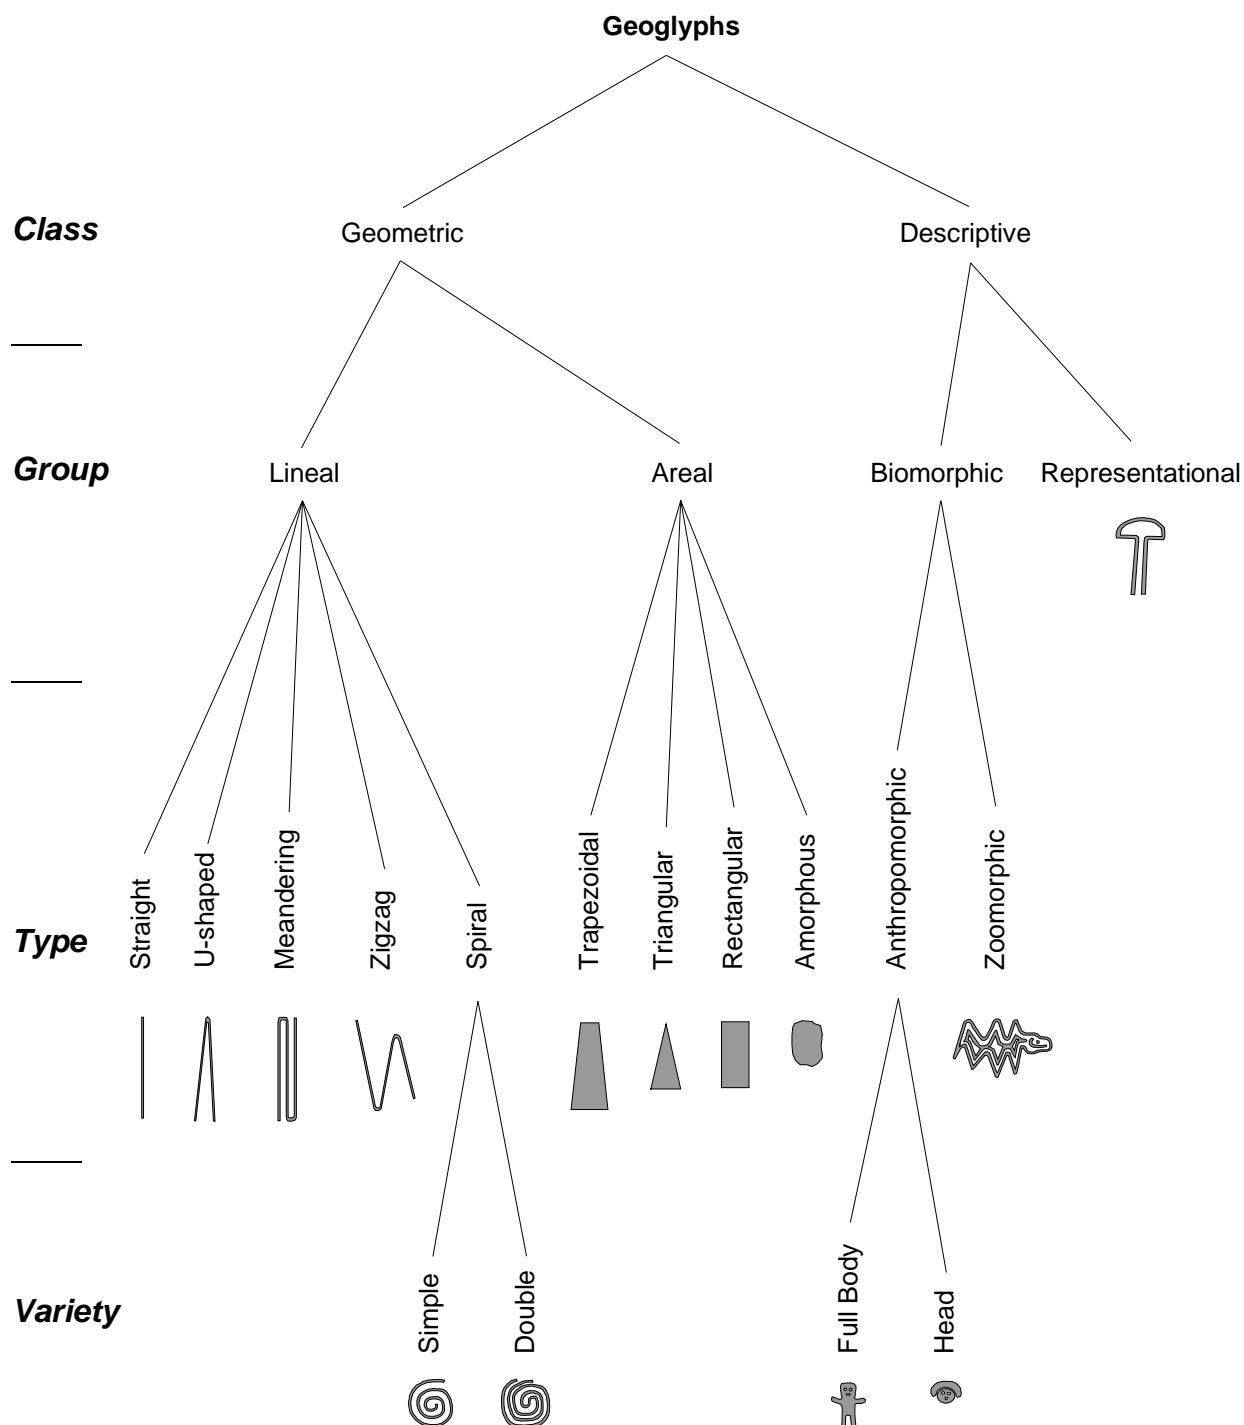 Geoglyphs
Class
Geometric
Descriptive
Group
Lineal
Areal
Biomorphic
Representational
Type
Straight
U-shaped
Meandering
Zigzag
Spiral
Trapezoidal
Triangular
Rectangular
Amorphous
Anthropomorphic
Zoomorphic
Variety
Simple
Double
Full Body
Head